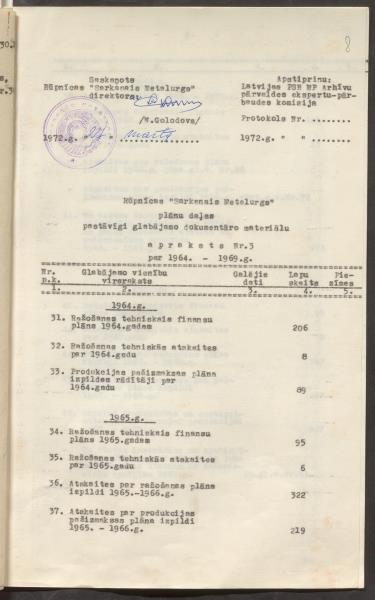 8
Saskaņots
Rūpnīcas "Sarkanais Metalurgs"
direktors:
/W.Golodovs/
1972.g. "27" martā
Apstiprinu:
Latvijas PSR MP Arhīvu
pārvaldes ekspertu-pār-
baudes komisija
Protokols Nr. ........
1972.g. " " ........
Rūpnīcas "Sarkanais Metalurgs"
plānu daļas
pastāvīgi glabājamo dokumentāro materiālu
apraksts Nr.3
par 1964. - 1969.g.
Nr. Glabājamo vienību Galējie Lapu Pie-
p.k. virsraksts dati skaits zīmes
1. 2. 3. 4. 5.
1964.g.
31. Ražošanas tehniskais finansu
plāns 1964.gadam 206
32. Ražošanas tehniskās atskaites
par 1964.gadu 8
33. Produkcijas pašizmaksas plāna
izpildes rādītāji par
1964.gadu 89
1965.g.
34. Ražošanas tehniskais finansu
plāns 1965.gadam 95
35. Ražošanas tehniskās atskaites
par 1965.gadu 6
36. Atskaites par ražošanas plāna
izpildi 1965.-1966.g. 322
37. Atskaites par produkcijas
pašizmaksas plāna izpildi
1965. - 1966.g. 219